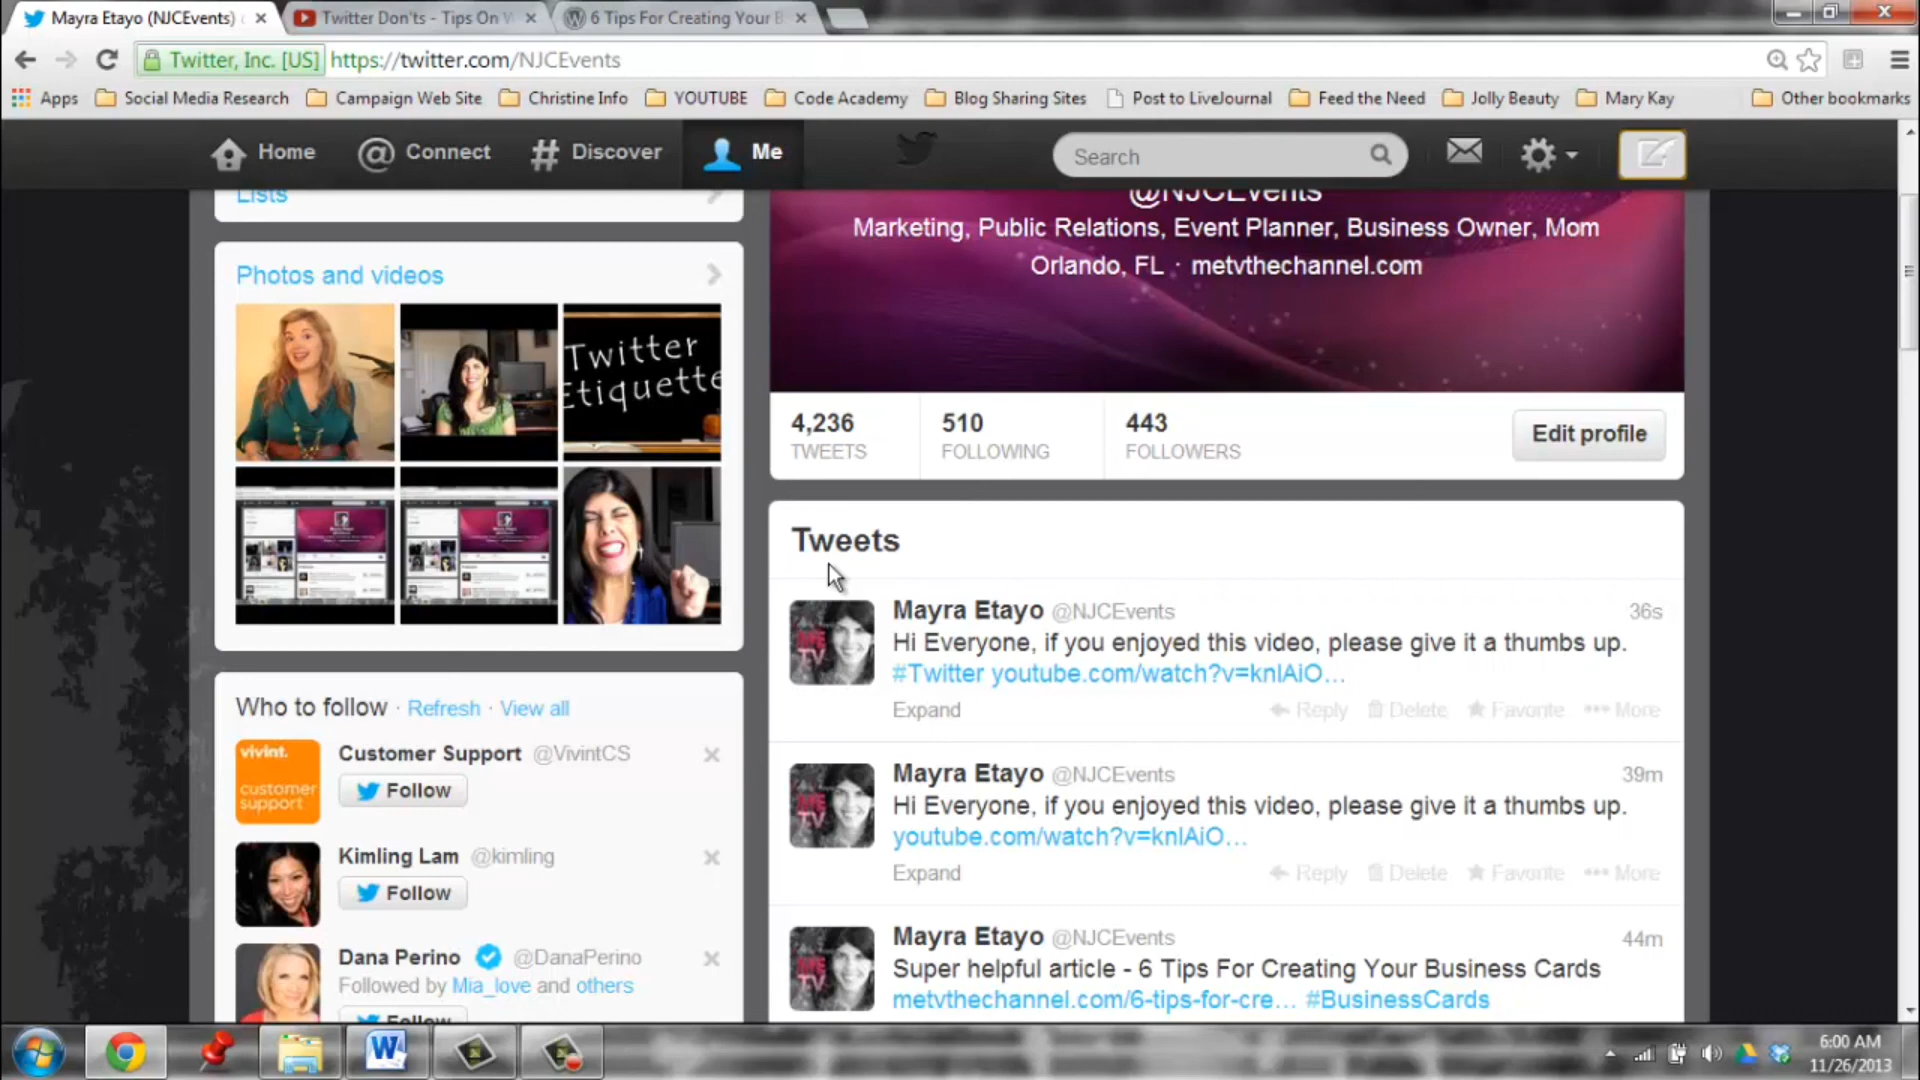 Mayra Etayo (NJCEvents)
Twitter Don'ts - Tips On
6 Tips For Creating Your
Twitter, Inc. [US] https://twitter.com/NJCEvents
Apps Social Media Research Campaign Web Site Christine Info YOUTUBE Code Academy Blog Sharing Sites Post to LiveJournal Feed the Need Jolly Beauty Mary Kay Other bookmarks
Home @ Connect # Discover Me Search
Lists
@NJCEvents
Marketing, Public Relations, Event Planner, Business Owner, Mom
Orlando, FL · metvthechannel.com
Photos and videos
Twitter
Etiquette
4,236 510 443
TWEETS FOLLOWING FOLLOWERS
Edit profile
Tweets
Mayra Etayo @NJCEvents 36s
Hi Everyone, if you enjoyed this video, please give it a thumbs up.
#Twitter youtube.com/watch?v=knlAiO...
Expand Reply Delete Favorite More
Mayra Etayo @NJCEvents 39m
Hi Everyone, if you enjoyed this video, please give it a thumbs up.
youtube.com/watch?v=knlAiO...
Expand Reply Delete Favorite More
Mayra Etayo @NJCEvents 44m
Super helpful article - 6 Tips For Creating Your Business Cards
metvthechannel.com/6-tips-for-cre... #BusinessCards
Who to follow · Refresh · View all
vivint.
customer
support
Customer Support @VivintCS
Follow
Kimling Lam @kimling
Follow
Dana Perino @DanaPerino
Followed by Mia_love and others
Follow
6:00 AM
11/26/2013